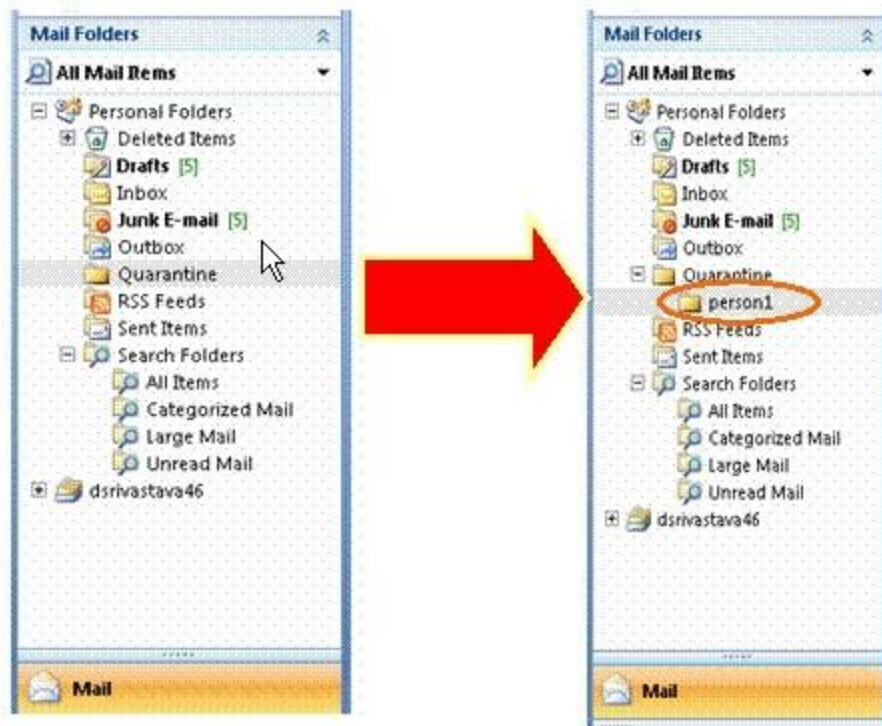 Mail Folders
All Mail Items
Personal Folders
Deleted Items
Drafts [5]
Inbox
Junk E-mail [5]
Outbox
Quarantine
RSS Feeds
Sent Items
Search Folders
All Items
Categorized Mail
Large Mail
Unread Mail
dsrivastava46
Mail
Mail Folders
All Mail Items
Personal Folders
Deleted Items
Drafts [5]
Inbox
Junk E-mail [5]
Outbox
Quarantine
person1
RSS Feeds
Sent Items
Search Folders
All Items
Categorized Mail
Large Mail
Unread Mail
dsrivastava46
Mail